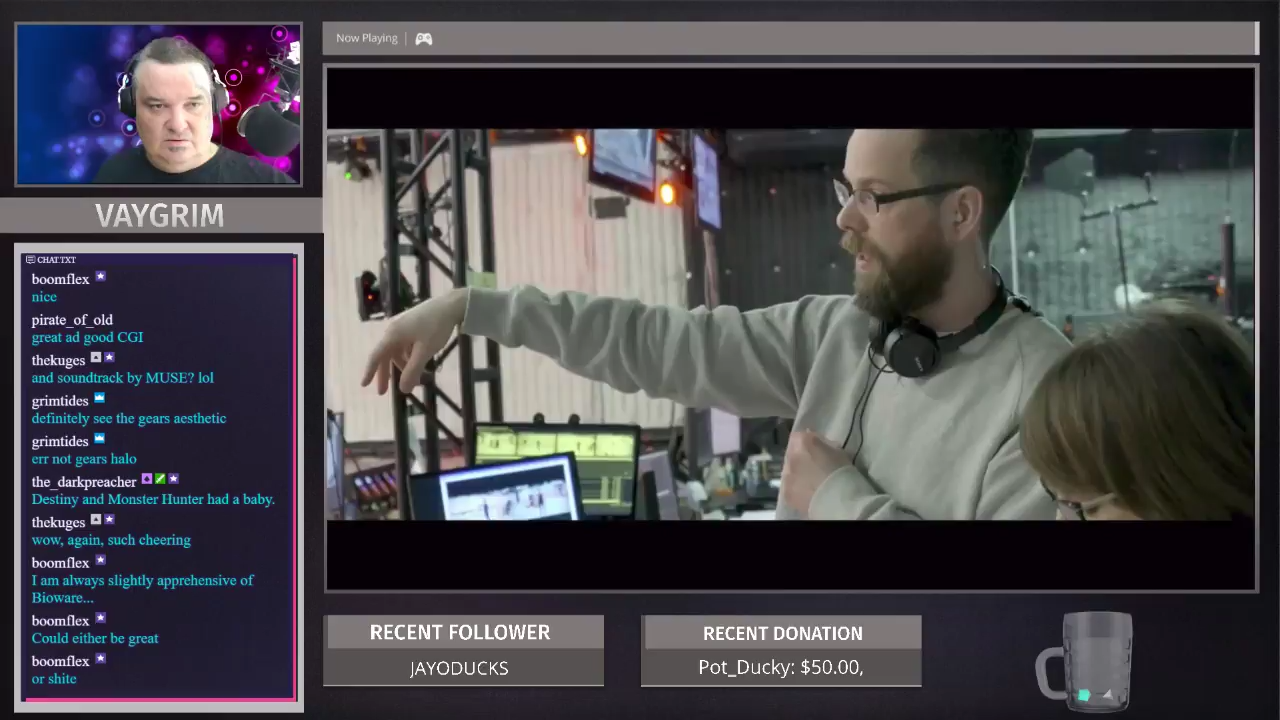 Now Playing
VAYGRIM
CHAT.TXT
boomflex
nice
pirate_of_old
great ad good CGI
thekuges
and soundtrack by MUSE? lol
grimtides
definitely see the gears aesthetic
grimtides
err not gears halo
the_darkpreacher
Destiny and Monster Hunter had a baby.
thekuges
wow, again, such cheering
boomflex
I am always slightly apprehensive of
Bioware...
boomflex
Could either be great
boomflex
or shite
RECENT FOLLOWER
JAYODUCKS
RECENT DONATION
Pot_Ducky: $50.00,